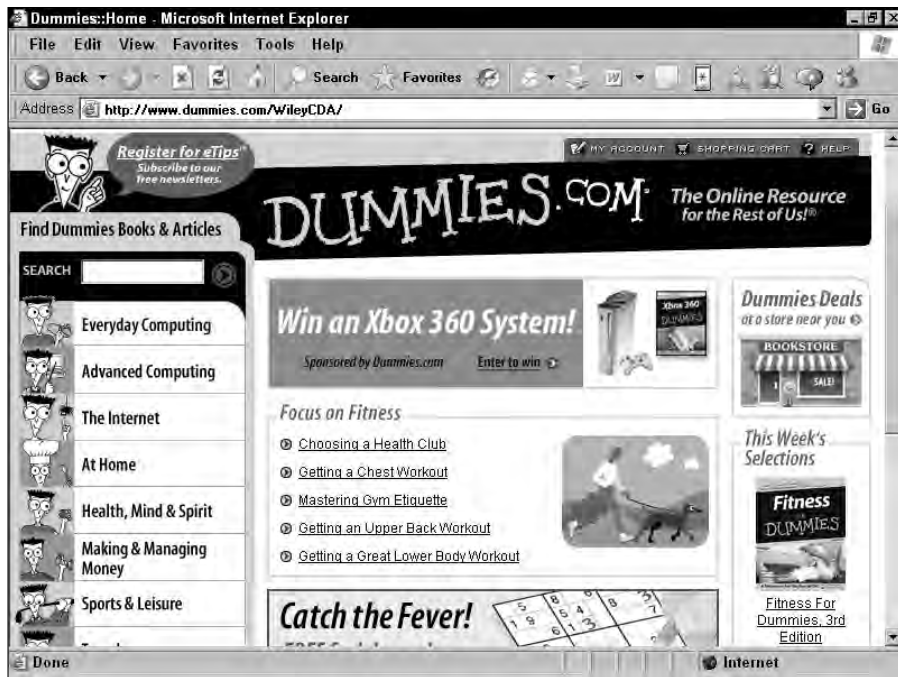 Dummies::Home - Microsoft Internet Explorer
File Edit View Favorites Tools Help
Back Search Favorites
Address http://www.dummies.com/WileyCDA/ Go
Register for eTips™
Subscribe to our
free newsletters.
MY ACCOUNT SHOPPING CART ? HELP
DUMMIES.COM™
The Online Resource
for the Rest of Us!®
Find Dummies Books & Articles
SEARCH
Everyday Computing
Advanced Computing
The Internet
At Home
Health, Mind & Spirit
Making & Managing
Money
Sports & Leisure
Win an Xbox 360 System!
Sponsored by Dummies.com Enter to win
Xbox 360
DUMMIES
Focus on Fitness
Choosing a Health Club
Getting a Chest Workout
Mastering Gym Etiquette
Getting an Upper Back Workout
Getting a Great Lower Body Workout
Catch the Fever!
Dummies Deals
at a store near you
BOOKSTORE
SALE!
This Week's
Selections
Fitness
DUMMIES
Fitness For
Dummies, 3rd
Edition
Done Internet